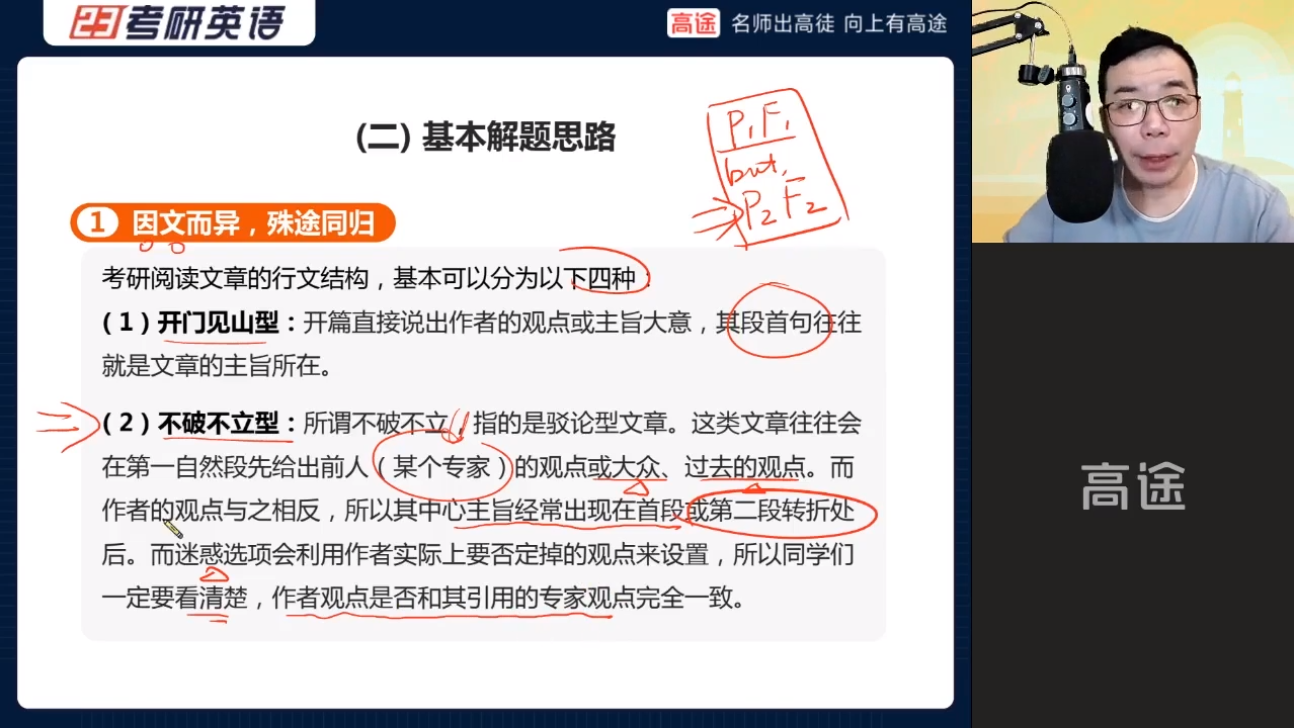 23考研英语
高途 名师出高徒 向上有高途
(二) 基本解题思路
P₁F₁
but,
P₂F₂
1 因文而异，殊途同归
考研阅读文章的行文结构，基本可以分为以下四种：
（1）开门见山型：开篇直接说出作者的观点或主旨大意，其段首句往往
就是文章的主旨所在。
（2）不破不立型：所谓不破不立，指的是驳论型文章。这类文章往往会
在第一自然段先给出前人（某个专家）的观点或大众、过去的观点。而
作者的观点与之相反，所以其中心主旨经常出现在首段或第二段转折处
后。而迷惑选项会利用作者实际上要否定掉的观点来设置，所以同学们
一定要看清楚，作者观点是否和其引用的专家观点完全一致。
高途